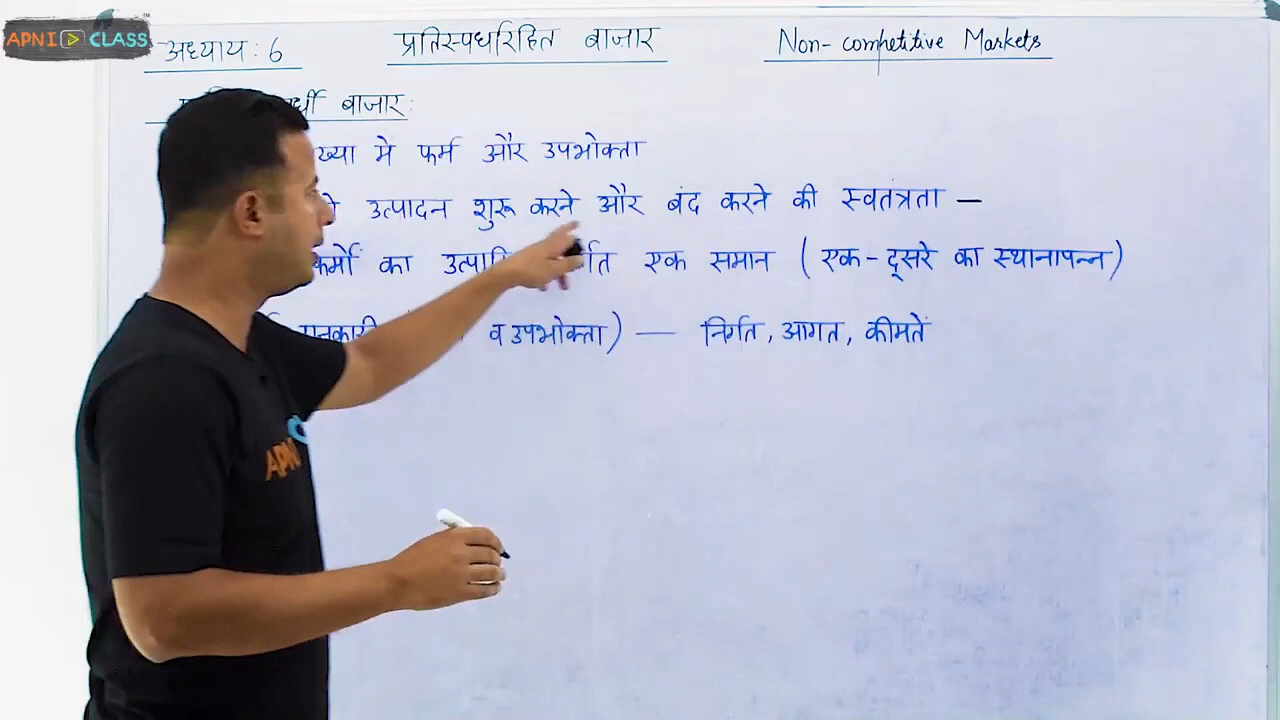 APNI CLASS
अध्याय : 6 प्रतिस्पर्धारहित बाजार Non-competitive Markets
बाजार :
में फर्म और उपभोक्ता
उत्पादन शुरू करने और बंद करने की स्वतंत्रता —
फर्मों का एक समान (एक-दूसरे का स्थानापन्न)
व उपभोक्ता) — निर्गत, आगत, कीमतें